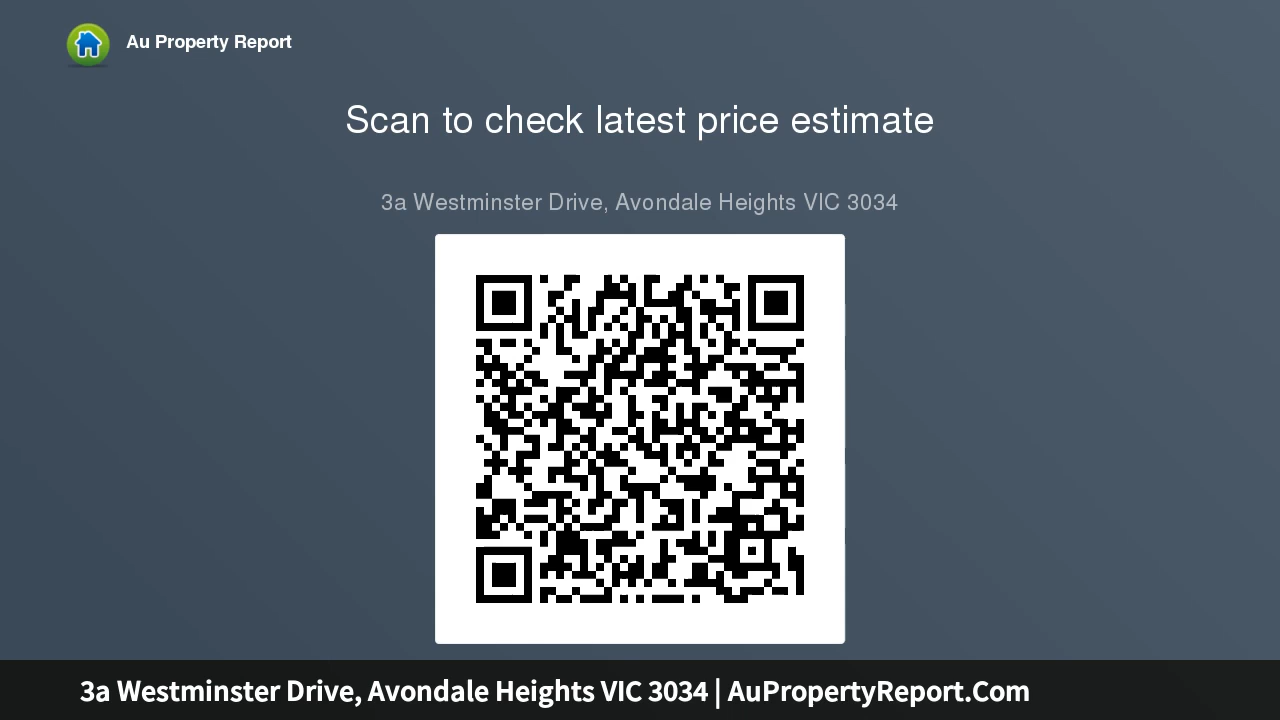 Au Property Report
Scan to check latest price estimate
3a Westminster Drive, Avondale Heights VIC 3034
3a Westminster Drive, Avondale Heights VIC 3034 | AuPropertyReport.Com